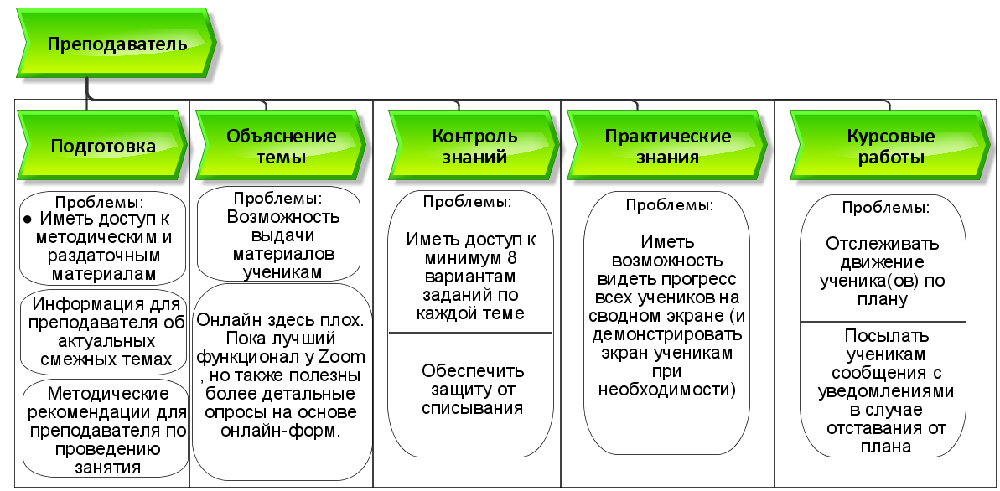 Преподаватель
Подготовка
Проблемы:
● Иметь доступ к
методическим и
раздаточным
материалам
Информация для
преподавателя об
актуальных
смежных темах
Методические
рекомендации для
преподавателя по
проведению
занятия
Объяснение
темы
Проблемы:
Возможность
выдачи
материалов
ученикам
Онлайн здесь плох.
Пока лучший
функционал у Zoom
, но также полезны
более детальные
опросы на основе
онлайн-форм.
Контроль
знаний
Проблемы:
Иметь доступ к
минимум 8
вариантам
заданий по
каждой теме
Обеспечить
защиту от
списывания
Практические
знания
Проблемы:
Иметь
возможность
видеть прогресс
всех учеников на
сводном экране (и
демонстрировать
экран ученикам
при
необходимости)
Курсовые
работы
Проблемы:
Отслеживать
движение
ученика(ов) по
плану
Посылать
ученикам
сообщения с
уведомлениями
в случае
отставания от
плана